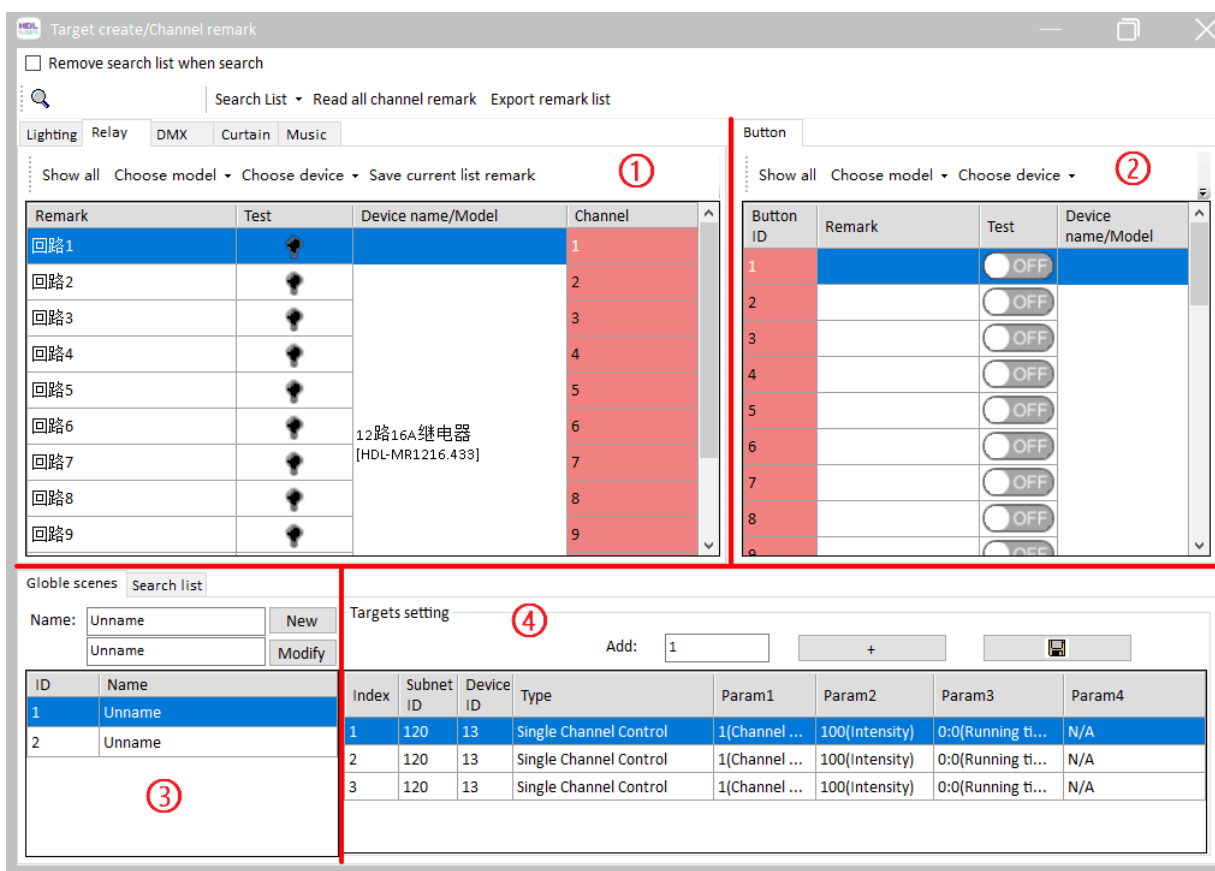 HDL Target create/Channel remark
Remove search list when search
Search List Read all channel remark Export remark list
Lighting Relay DMX Curtain Music
Show all Choose model Choose device Save current list remark ①
Remark Test Device name/Model Channel
回路1 1
回路2 2
回路3 3
回路4 4
回路5 5
回路6 6
12路16A继电器
[HDL-MR1216.433]
回路7 7
回路8 8
回路9 9
Button
Show all Choose model Choose device ②
Button ID Remark Test Device name/Model
1 OFF
2 OFF
3 OFF
4 OFF
5 OFF
6 OFF
7 OFF
8 OFF
9 OFF
Globle scenes Search list
Name: Unname New
Unname Modify
ID Name
1 Unname
2 Unname
③
Targets setting ④
Add: 1 +
Index Subnet ID Device ID Type Param1 Param2 Param3 Param4
1 120 13 Single Channel Control 1(Channel ... 100(Intensity) 0:0(Running ti... N/A
2 120 13 Single Channel Control 1(Channel ... 100(Intensity) 0:0(Running ti... N/A
3 120 13 Single Channel Control 1(Channel ... 100(Intensity) 0:0(Running ti... N/A